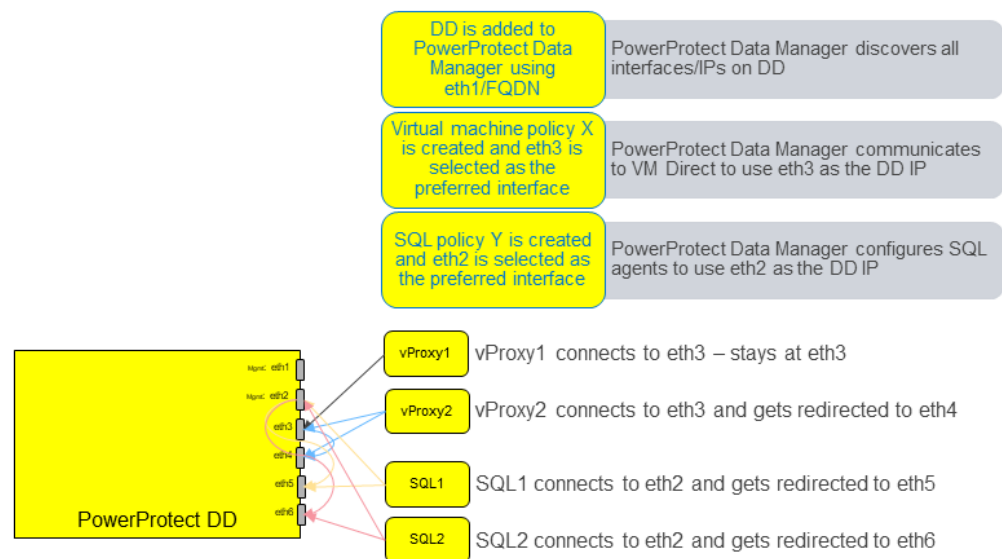 DD is added to
PowerProtect Data
Manager using
eth1/FQDN
PowerProtect Data Manager discovers all
interfaces/IPs on DD
Virtual machine policy X
is created and eth3 is
selected as the
preferred interface
PowerProtect Data Manager communicates
to VM Direct to use eth3 as the DD IP
SQL policy Y is created
and eth2 is selected as
the preferred interface
PowerProtect Data Manager configures SQL
agents to use eth2 as the DD IP
vProxy1
vProxy1 connects to eth3 – stays at eth3
vProxy2
vProxy2 connects to eth3 and gets redirected to eth4
SQL1
SQL1 connects to eth2 and gets redirected to eth5
SQL2
SQL2 connects to eth2 and gets redirected to eth6
Mgmt: eth1
Mgmt: eth2
eth3
eth4
eth5
eth6
PowerProtect DD